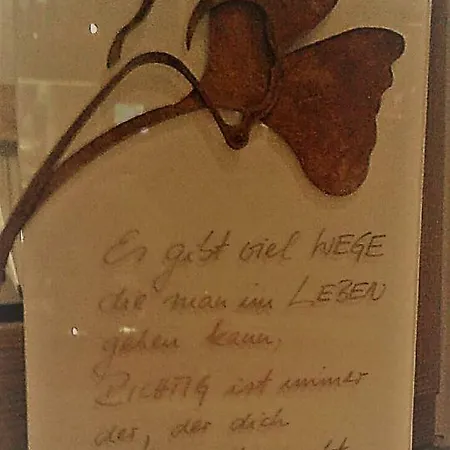 Es gibt viel WEGE
die man im LEBEN
gehen kann,
RICHTIG ist immer
der, der dich